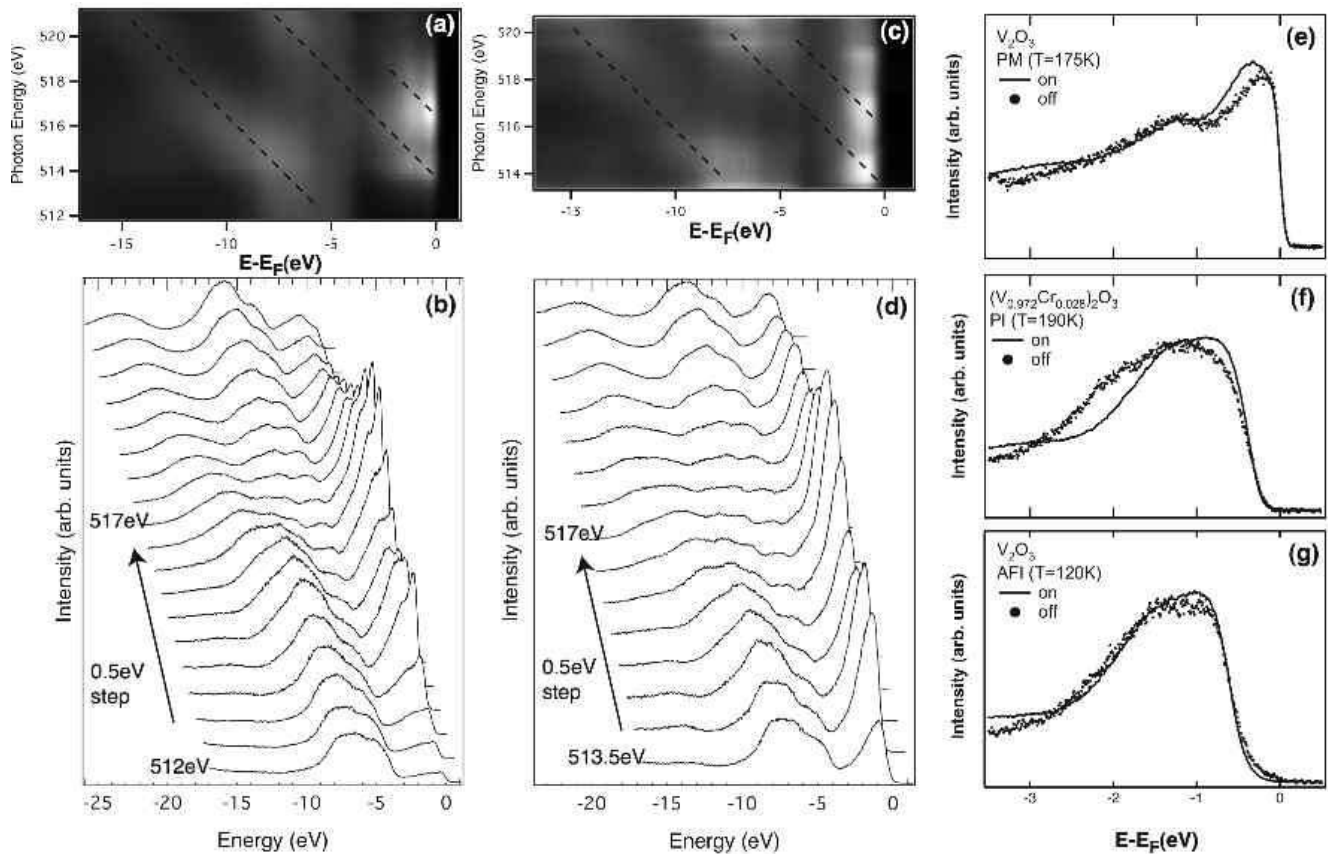 (a)
Photon Energy (eV)
520
518
516
514
512
-15
-10
-5
0
E-E_F(eV)
(c)
Photon Energy (eV)
520
518
516
514
-15
-10
-5
0
E-E_F(eV)
(b)
Intensity (arb. units)
517eV
0.5eV
step
512eV
-25
-20
-15
-10
-5
0
Energy (eV)
(d)
Intensity (arb. units)
517eV
0.5eV
step
513.5eV
-20
-15
-10
-5
0
Energy (eV)
(e)
V₂O₃
PM (T=175K)
on
off
Intensity (arb. units)
(f)
(V₀.₉₇₂Cr₀.₀₂₈)₂O₃
PI (T=190K)
on
off
Intensity (arb. units)
(g)
V₂O₃
AFI (T=120K)
on
off
Intensity (arb. units)
-3
-2
-1
0
E-E_F(eV)